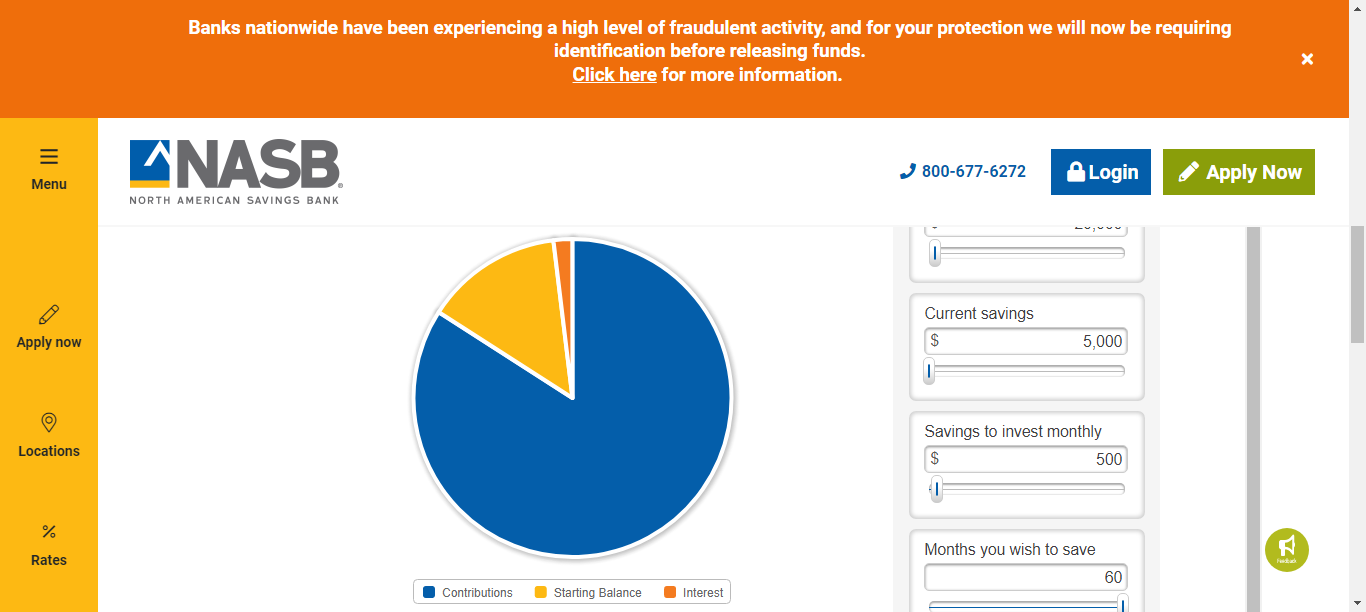 Banks nationwide have been experiencing a high level of fraudulent activity, and for your protection we will now be requiring
identification before releasing funds.
Click here for more information.
Menu
Apply now
Locations
Rates
NASB
NORTH AMERICAN SAVINGS BANK
800-677-6272
Login
Apply Now
Contributions
Starting Balance
Interest
Current savings
$ 5,000
Savings to invest monthly
$ 500
Months you wish to save
60
Feedback